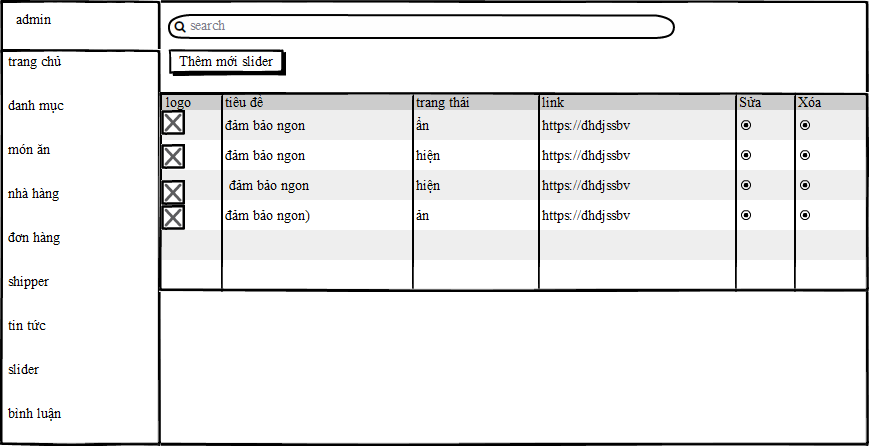 admin
search
trang chủ
Thêm mới slider
danh mục
món ăn
nhà hàng
đơn hàng
shipper
tin tức
slider
bình luận
logo tiêu đề trang thái link Sửa Xóa
đảm bảo ngon ẩn https://dhdjssbv
đảm bảo ngon hiện https://dhdjssbv
đảm bảo ngon hiện https://dhdjssbv
đảm bảo ngon) ản https://dhdjssbv